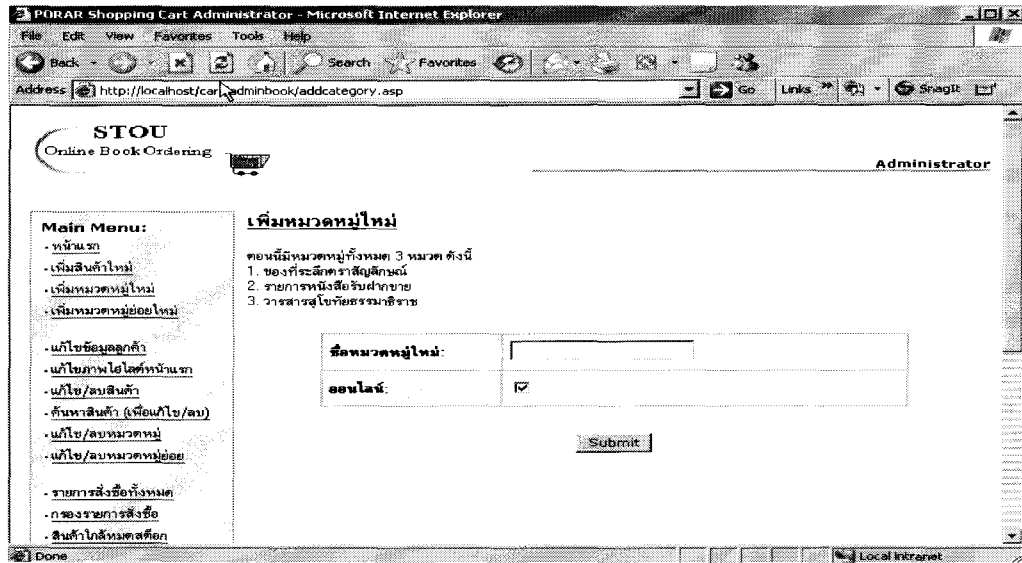 PORAR Shopping Cart Administrator - Microsoft Internet Explorer
File Edit View Favorites Tools Help
Back Search Favorites
Address http://localhost/cart/adminbook/addcategory.asp Go Links » SnagIt
STOU
Online Book Ordering
Administrator
Main Menu:
- หน้าแรก
- เพิ่มสินค้าใหม่
- เพิ่มหมวดหมู่ใหม่
- เพิ่มหมวดหมู่ย่อยใหม่
- แก้ไขข้อมูลลูกค้า
- แก้ไขภาพไฮไลต์หน้าแรก
- แก้ไข/ลบสินค้า
- ค้นหาสินค้า (เพื่อแก้ไข/ลบ)
- แก้ไข/ลบหมวดหมู่
- แก้ไข/ลบหมวดหมู่ย่อย
- รายการสั่งซื้อทั้งหมด
- กรองรายการสั่งซื้อ
- สินค้าใกล้หมดสต๊อก
เพิ่มหมวดหมู่ใหม่
ตอนนี้มีหมวดหมู่ทั้งหมด 3 หมวด ดังนี้
1. ของที่ระลึกตราสัญลักษณ์
2. รายการหนังสือรับฝากขาย
3. วารสารสุโขทัยธรรมาธิราช
ชื่อหมวดหมู่ใหม่:
ออนไลน์:
Submit
Done Local intranet